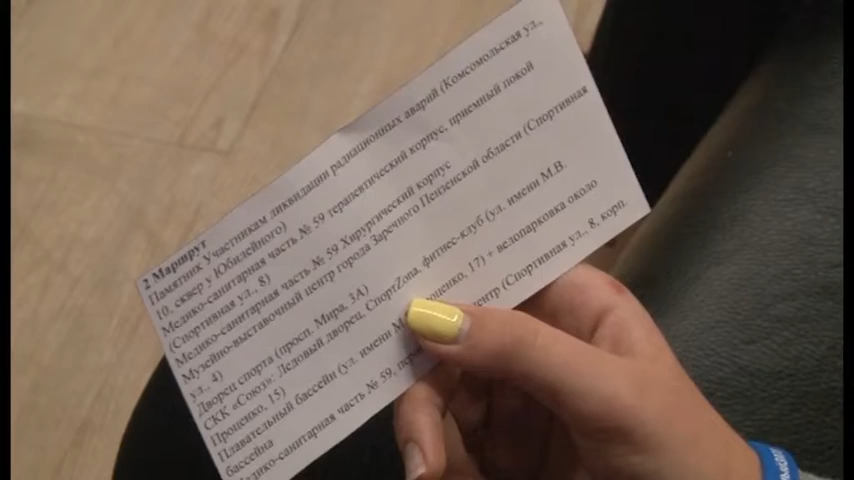 2 Маршрут
Памятник Участникам ликвидации радиационных аварий (Комсомольская ул.,
10, сквер у Юбилейного)
Медико-санитарная часть № 59 терапевтический корпус, приемный покой
(Спортивная ул., 8)
Медико-санитарная часть № 59 Хирургический корпус
Музейно-выставочный центр города Заречного Пензенской области (Спортивная
ул., 4)
Дворец спорта (просп. Мира, 3А)
СКК «Союз»: Ледовый дворец, СпортZona, фитнес-клуб (ул. имени М.В.
Проценко, 15)
Плавательный бассейн (ул. имени М. 17) + велопарковка около
бассейна
Медико-санитарная часть № 59, (Спортивная ул., 8, корп.